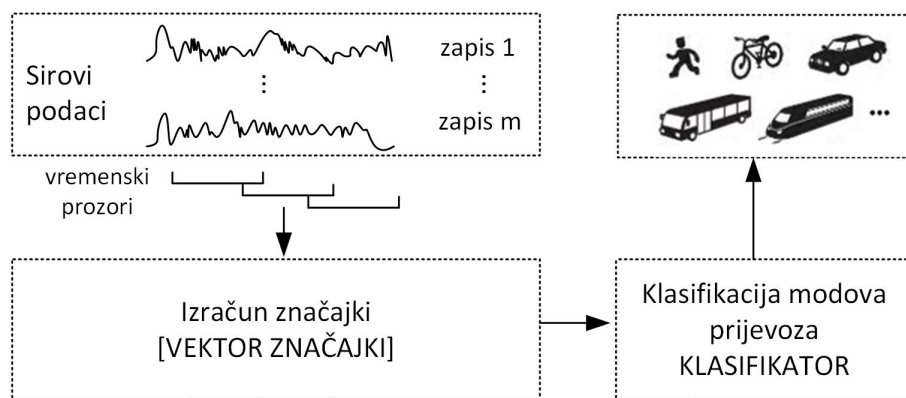 Sirovi
podaci
zapis 1
⋮ ⋮
zapis m
vremenski
prozori
...
Izračun značajki
[VEKTOR ZNAČAJKI]
Klasifikacija modova
prijevoza
KLASIFIKATOR